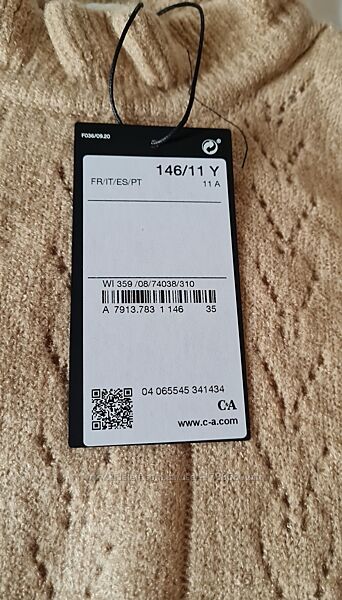 F036/09.20
146/11 Y
FR/IT/ES/PT 11 A
WI 359 /08/74038/310
A 7913.783 1 146 35
04 065545 341434
C&A
www.c-a.com